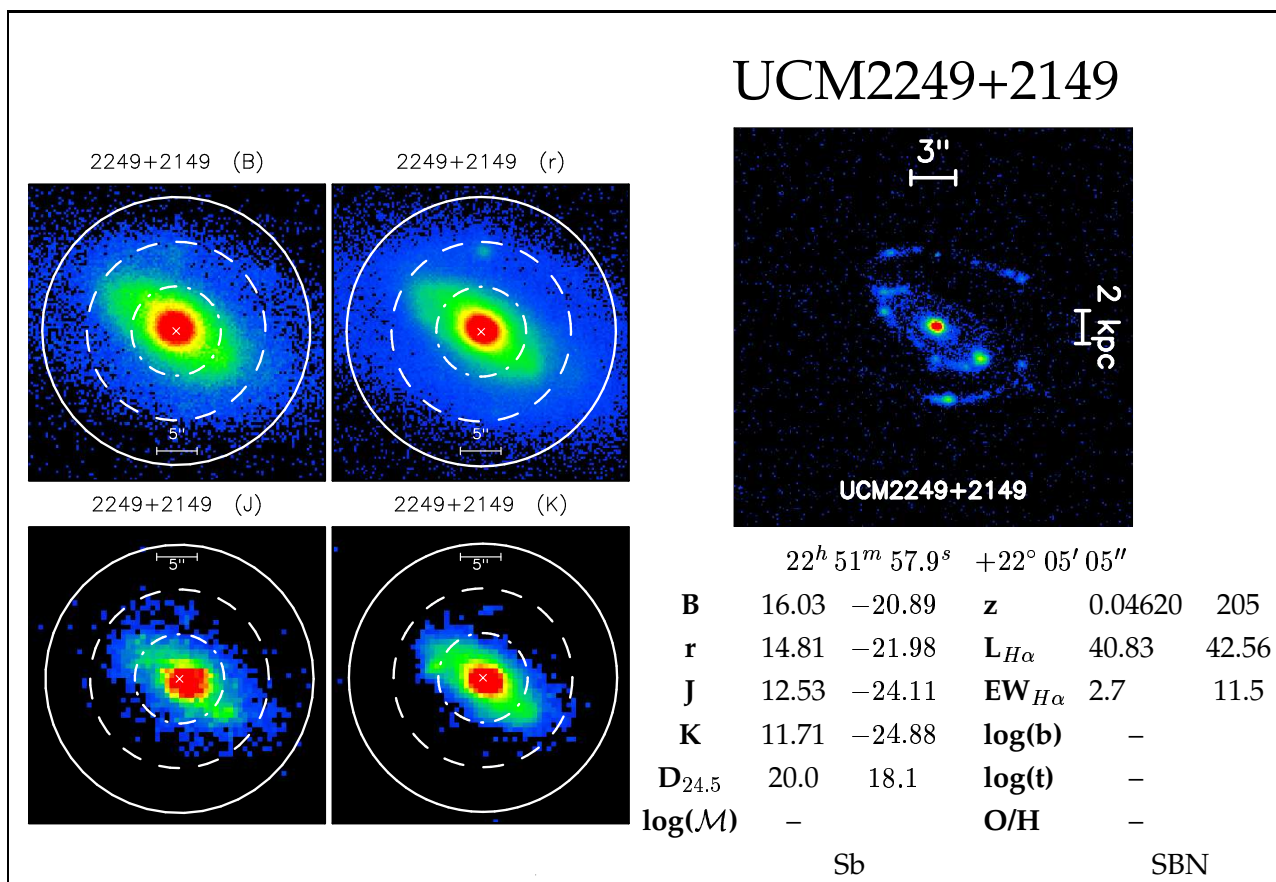 UCM2249+2149
2249+2149 (B)
2249+2149 (r)
5"
5"
2249+2149 (J)
2249+2149 (K)
5"
5"
3"
2 kpc
UCM2249+2149
22ʰ 51ᵐ 57.9ˢ +22° 05′ 05″
B 16.03 −20.89 z 0.04620 205
r 14.81 −21.98 L_Hα 40.83 42.56
J 12.53 −24.11 EW_Hα 2.7 11.5
K 11.71 −24.88 log(b) –
D_24.5 20.0 18.1 log(t) –
log(ℳ) – O/H –
Sb SBN